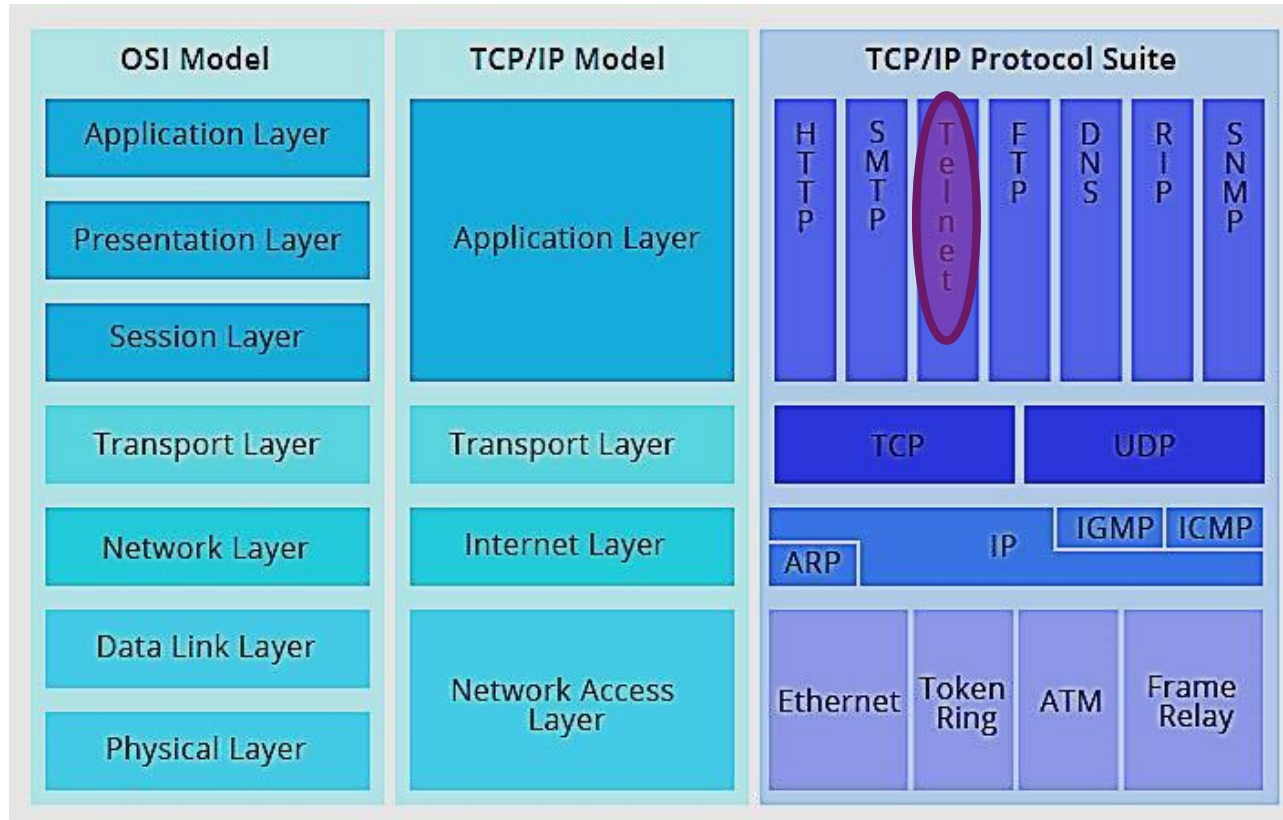 OSI Model
Application Layer
Presentation Layer
Session Layer
Transport Layer
Network Layer
Data Link Layer
Physical Layer
TCP/IP Model
Application Layer
Transport Layer
Internet Layer
Network Access
Layer
TCP/IP Protocol Suite
HTTP
SMTP
Telnet
FTP
DNS
RIP
SNMP
TCP
UDP
IP
IGMP
ICMP
ARP
Ethernet
Token
Ring
ATM
Frame
Relay